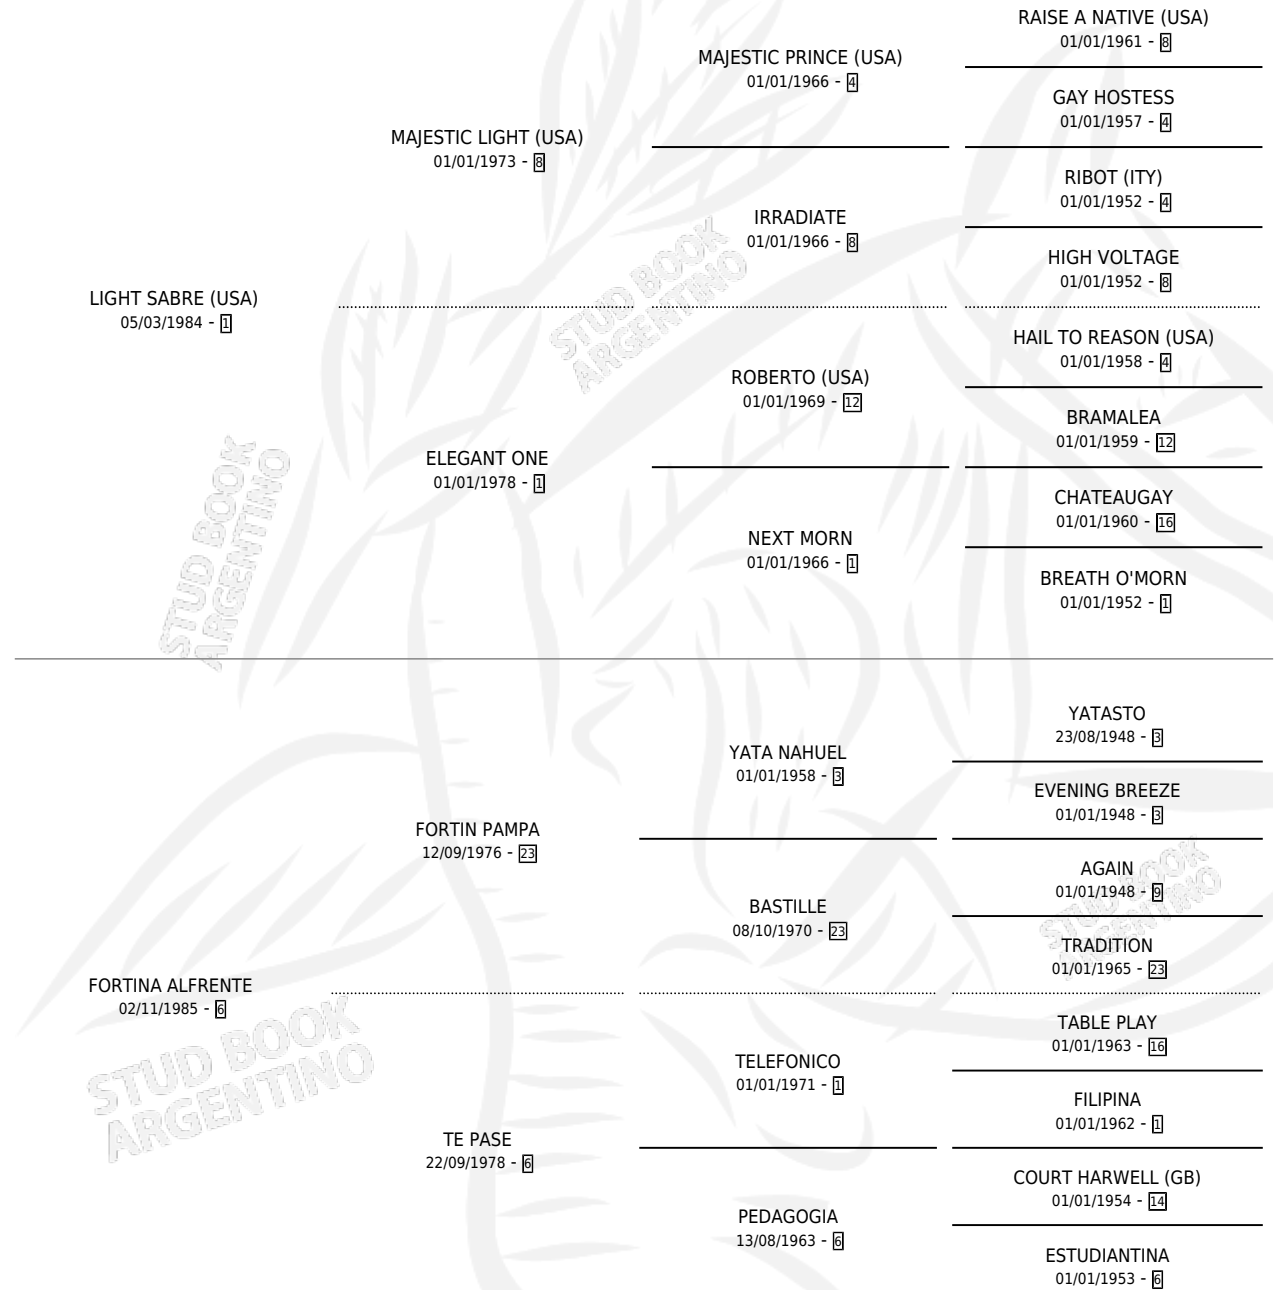 RAISE A NATIVE (USA)
01/01/1961 - 8
MAJESTIC PRINCE (USA)
01/01/1966 - 4
GAY HOSTESS
01/01/1957 - 4
MAJESTIC LIGHT (USA)
01/01/1973 - 8
RIBOT (ITY)
01/01/1952 - 4
IRRADIATE
01/01/1966 - 8
HIGH VOLTAGE
01/01/1952 - 8
LIGHT SABRE (USA)
05/03/1984 - 1
HAIL TO REASON (USA)
01/01/1958 - 4
ROBERTO (USA)
01/01/1969 - 12
BRAMALEA
01/01/1959 - 12
ELEGANT ONE
01/01/1978 - 1
CHATEAUGAY
01/01/1960 - 16
NEXT MORN
01/01/1966 - 1
BREATH O'MORN
01/01/1952 - 1
YATASTO
23/08/1948 - 3
YATA NAHUEL
01/01/1958 - 3
EVENING BREEZE
01/01/1948 - 3
FORTIN PAMPA
12/09/1976 - 23
AGAIN
01/01/1948 - 9
BASTILLE
08/10/1970 - 23
TRADITION
01/01/1965 - 23
FORTINA ALFRENTE
02/11/1985 - 6
TABLE PLAY
01/01/1963 - 16
TELEFONICO
01/01/1971 - 1
FILIPINA
01/01/1962 - 1
TE PASE
22/09/1978 - 6
COURT HARWELL (GB)
01/01/1954 - 14
PEDAGOGIA
13/08/1963 - 6
ESTUDIANTINA
01/01/1953 - 6
STUD BOOK
ARGENTINO
STUD BOOK
ARGENTINO
STUD BOOK
ARGENTINO
STUD BOOK
ARGENTINO